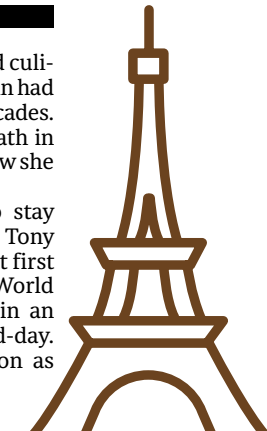 d culi-
n had
cades.
ath in
w she
stay
Tony
t first
World
in an
d-day.
on as